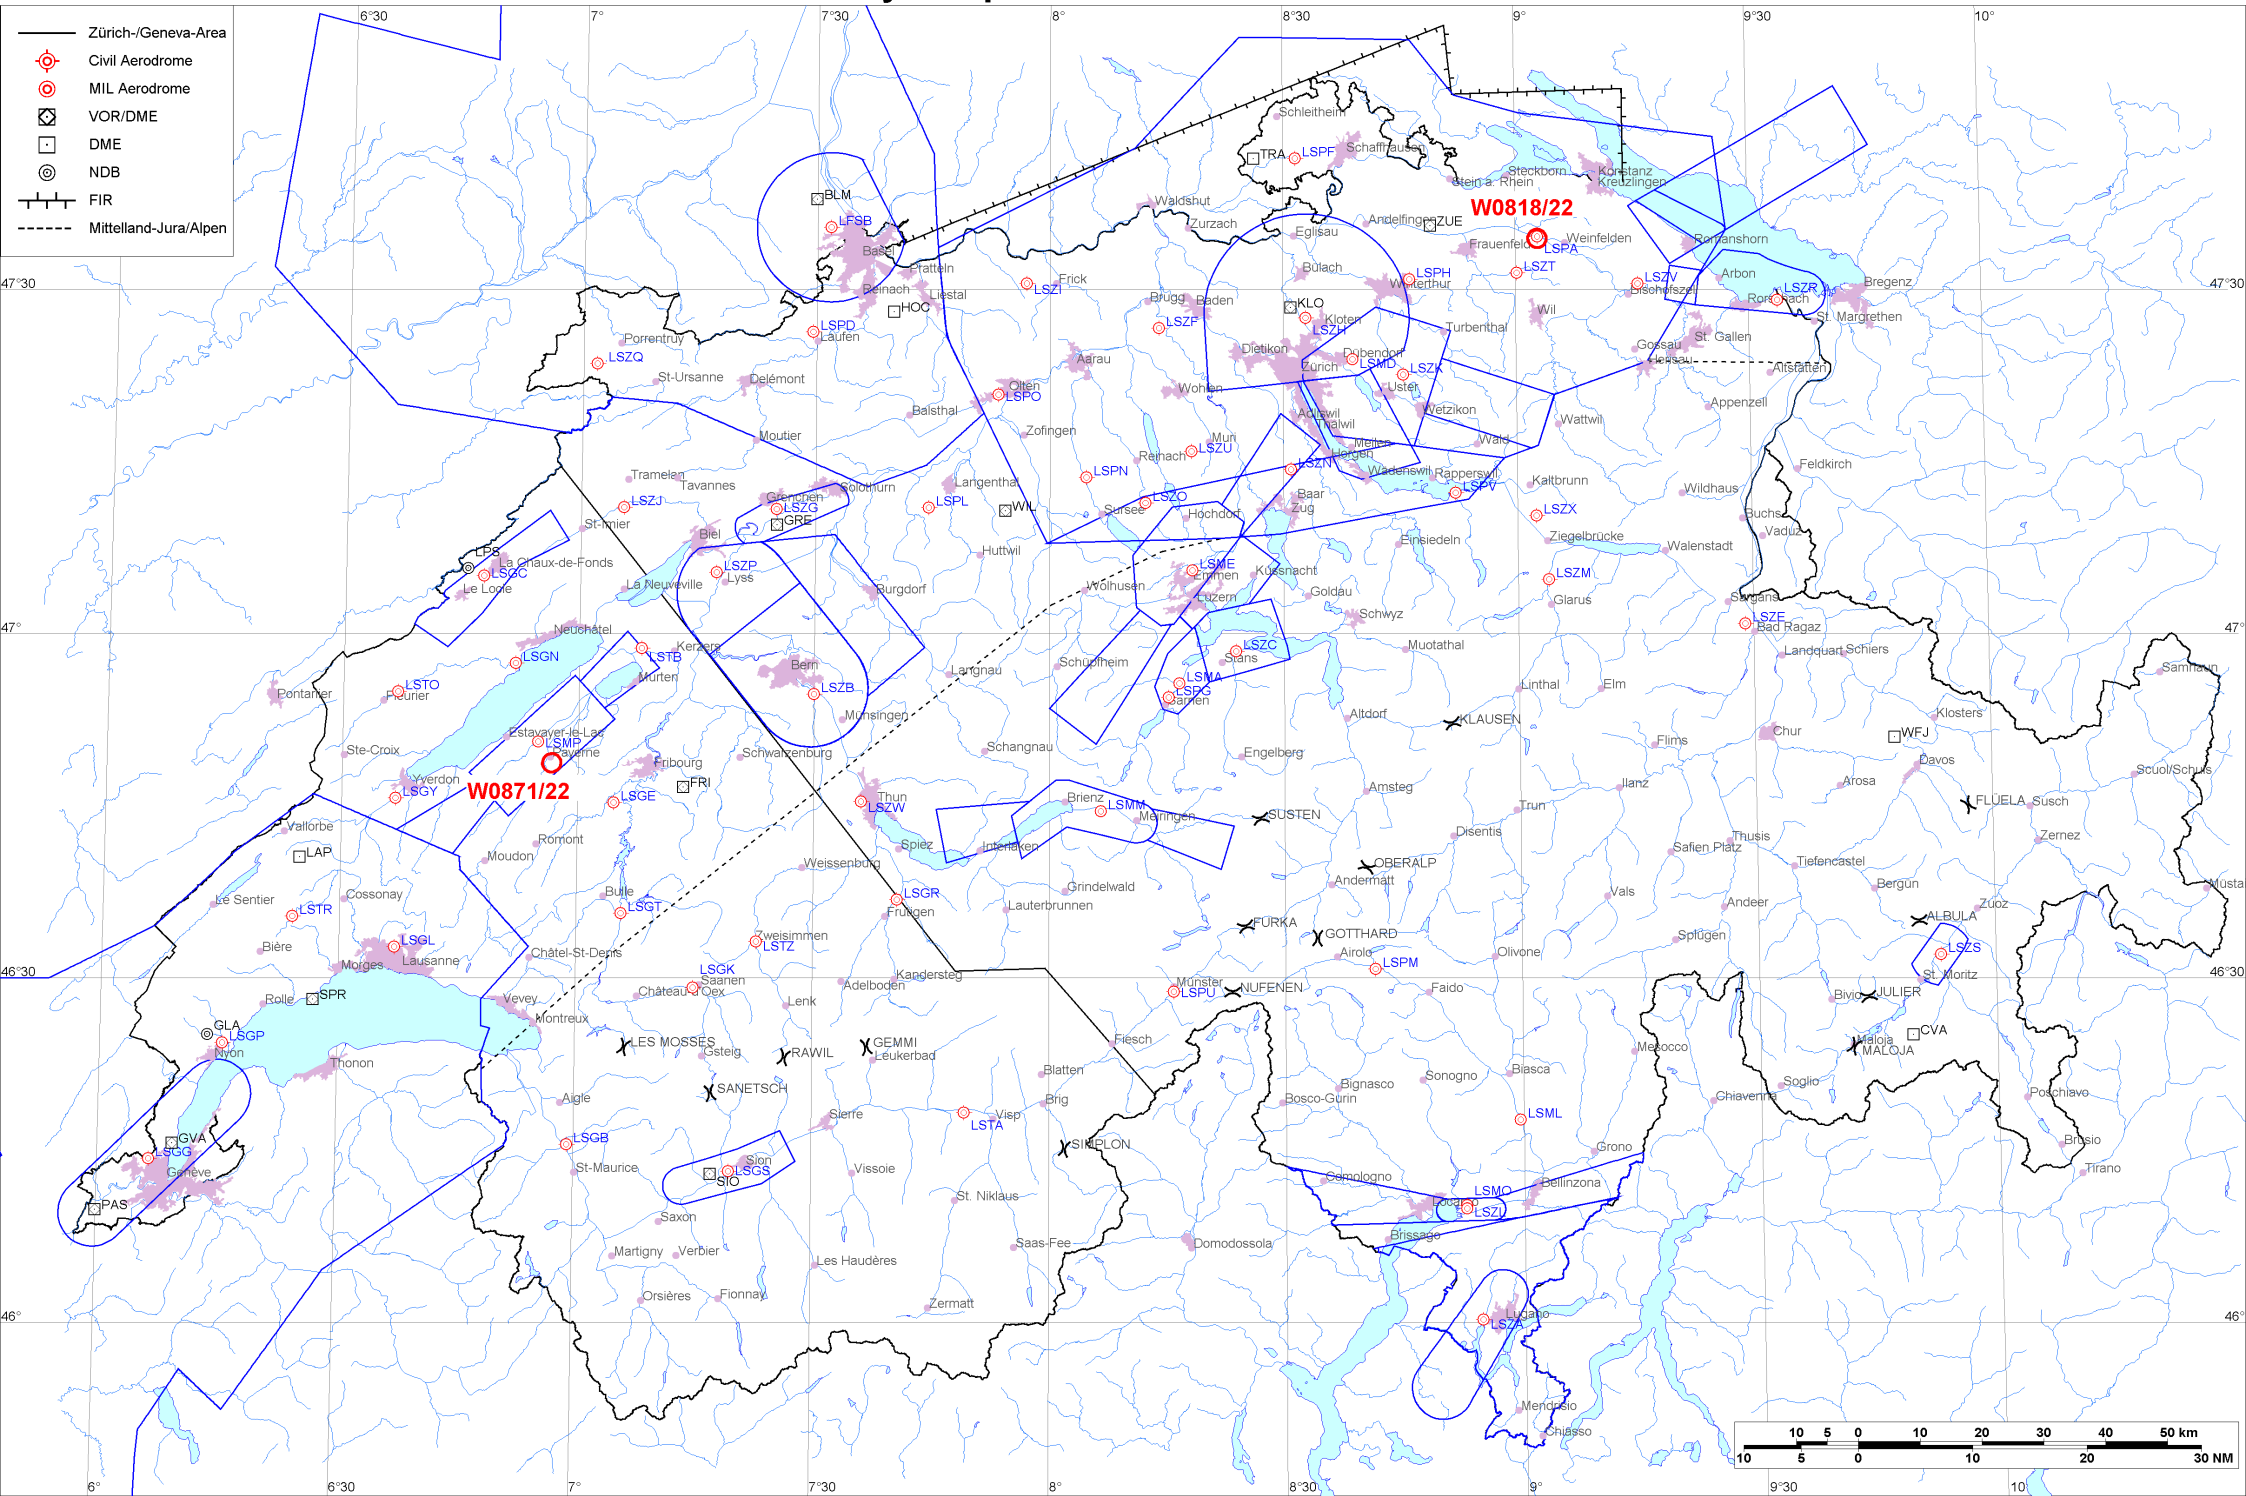 6°30
7°
7°30
8°
8°30
9°
9°30
10°
Zürich-/Geneva-Area
Civil Aerodrome
MIL Aerodrome
VOR/DME
DME
NDB
FIR
Mittelland-Jura/Alpen
Schleitheim
TRA
LSPF
Schaffhausen
Steckborn
Stein a. Rhein
Konstanz
Kreuzlingen
BLM
LFSB
Basel
Waldshut
Zurzach
Eglisau
Andelfingen
ZUE
W0818/22
LSPA
Weinfelden
Frauenfeld
Romanshorn
Pratteln
Reinach
Liestal
HOC
Frick
LSZI
Bülach
LSPH
Winterthur
LSZT
LSZV
Bischofszel
Arbon
LSZR
Rorschach
Bregenz
47°30
47°30
St. Margrethen
Brugg
Baden
KLO
Kloten
LSZH
LSZF
Wil
Turbenthal
St. Gallen
Gossau
Herisau
Altstätten
LSPD
Laufen
Porrentruy
LSZQ
St-Ursanne
Delémont
Aarau
Dietikon
Zürich
Dübendorf
LSMD
LSZK
Uster
Wetzikon
Olten
LSPO
Wohlen
Balsthal
Zofingen
Adliswil
Thalwil
Appenzell
Wattwil
Moutier
Muri
LSZU
Reinach
Meilen
Horgen
Wald
LSZN
Wädenswil
Rapperswil
LSPV
Kaltbrunn
Feldkirch
Wildhaus
Tramelan
Tavannes
LSPN
Langenthal
Solothurn
Grenchen
LSZG
GRE
LSZJ
LSPL
WIL
LSZO
Sursee
Hochdorf
Baar
Zug
LSZX
Buchs
Vaduz
St-Imier
Biel
Ziegelbrücke
Walenstadt
Einsiedeln
LPS
La Chaux-de-Fonds
LSGC
Le Locle
Huttwil
LSZP
Lyss
La Neuveville
Burgdorf
LSME
Emmen
Küssnacht
Wolhusen
Luzern
Goldau
LSZM
Glarus
Schwyz
Sargans
LSZE
Bad Ragaz
47°
47°
Neuchâtel
LSGN
LSTB
Kerzers
Murten
Bern
LSZB
Langnau
Schüpfheim
LSZC
Stans
LSMA
LSPG
Sarnen
Muotathal
Landquart
Schiers
Samnaun
Pontarlier
LSTO
Fleurier
Linthal
Elm
Münsingen
Altdorf
KLAUSEN
Klosters
WFJ
Chur
Flims
Davos
Ste-Croix
Estavayer-le-Lac
LSMP
Payerne
W0871/22
Fribourg
FRI
Schwarzenburg
Schangnau
Engelberg
Yverdon
LSGY
LSGE
Thun
LSZW
Brienz
LSMM
Meiringen
SUSTEN
Amsteg
Ilanz
Trun
Arosa
Scuol/Schuls
FLÜELA
Susch
Zernez
Vallorbe
LAP
Romont
Moudon
Weissenburg
Spiez
Interlaken
Disentis
Thusis
Safien Platz
Tiefencastel
OBERALP
Andermatt
Grindelwald
Bergün
Müsta
Le Sentier
Cossonay
LSTR
Bulle
LSGT
LSGR
Frutigen
Lauterbrunnen
Vals
Andeer
Zuoz
ALBULA
FURKA
GOTTHARD
Splügen
LSZS
Bière
LSGL
Lausanne
Morges
Châtel-St-Denis
Zweisimmen
LSTZ
Airolo
LSPM
Olivone
46°30
46°30
LSGK
Saanen
Château-d'Oex
Kandersteg
Adelboden
Münster
LSPU
NUFENEN
Faido
St. Moritz
Bivio
JULIER
Rolle
SPR
Vevey
Montreux
Lenk
GLA
LSGP
Nyon
Thonon
LES MOSSES
Gsteig
RAWIL
GEMMI
Leukerbad
Fiesch
Mesocco
CVA
Maloja
MALOJA
SANETSCH
Blatten
Brig
Bignasco
Sonogno
Biasca
Soglio
Poschiavo
Chiavenna
Bosco-Gurin
Aigle
Sierre
LSTA
Visp
LSML
GVA
LSGG
Genève
LSGB
St-Maurice
Sion
LSGS
SIO
Vissoie
SIMPLON
Grono
Brusio
Tirano
PAS
Comologno
Bellinzona
LSMO
Locarno
LSZL
St. Niklaus
Saxon
Brissago
Martigny
Verbier
Les Haudères
Saas-Fee
Domodossola
Orsières
Fionnay
Zermatt
46°
46°
Lugano
LSZA
Mendrisio
Chiasso
10 5 0 10 20 30 40 50 km
10 5 0 10 20 30 NM
6°
6°30
7°
7°30
8°
8°30
9°
9°30
10°